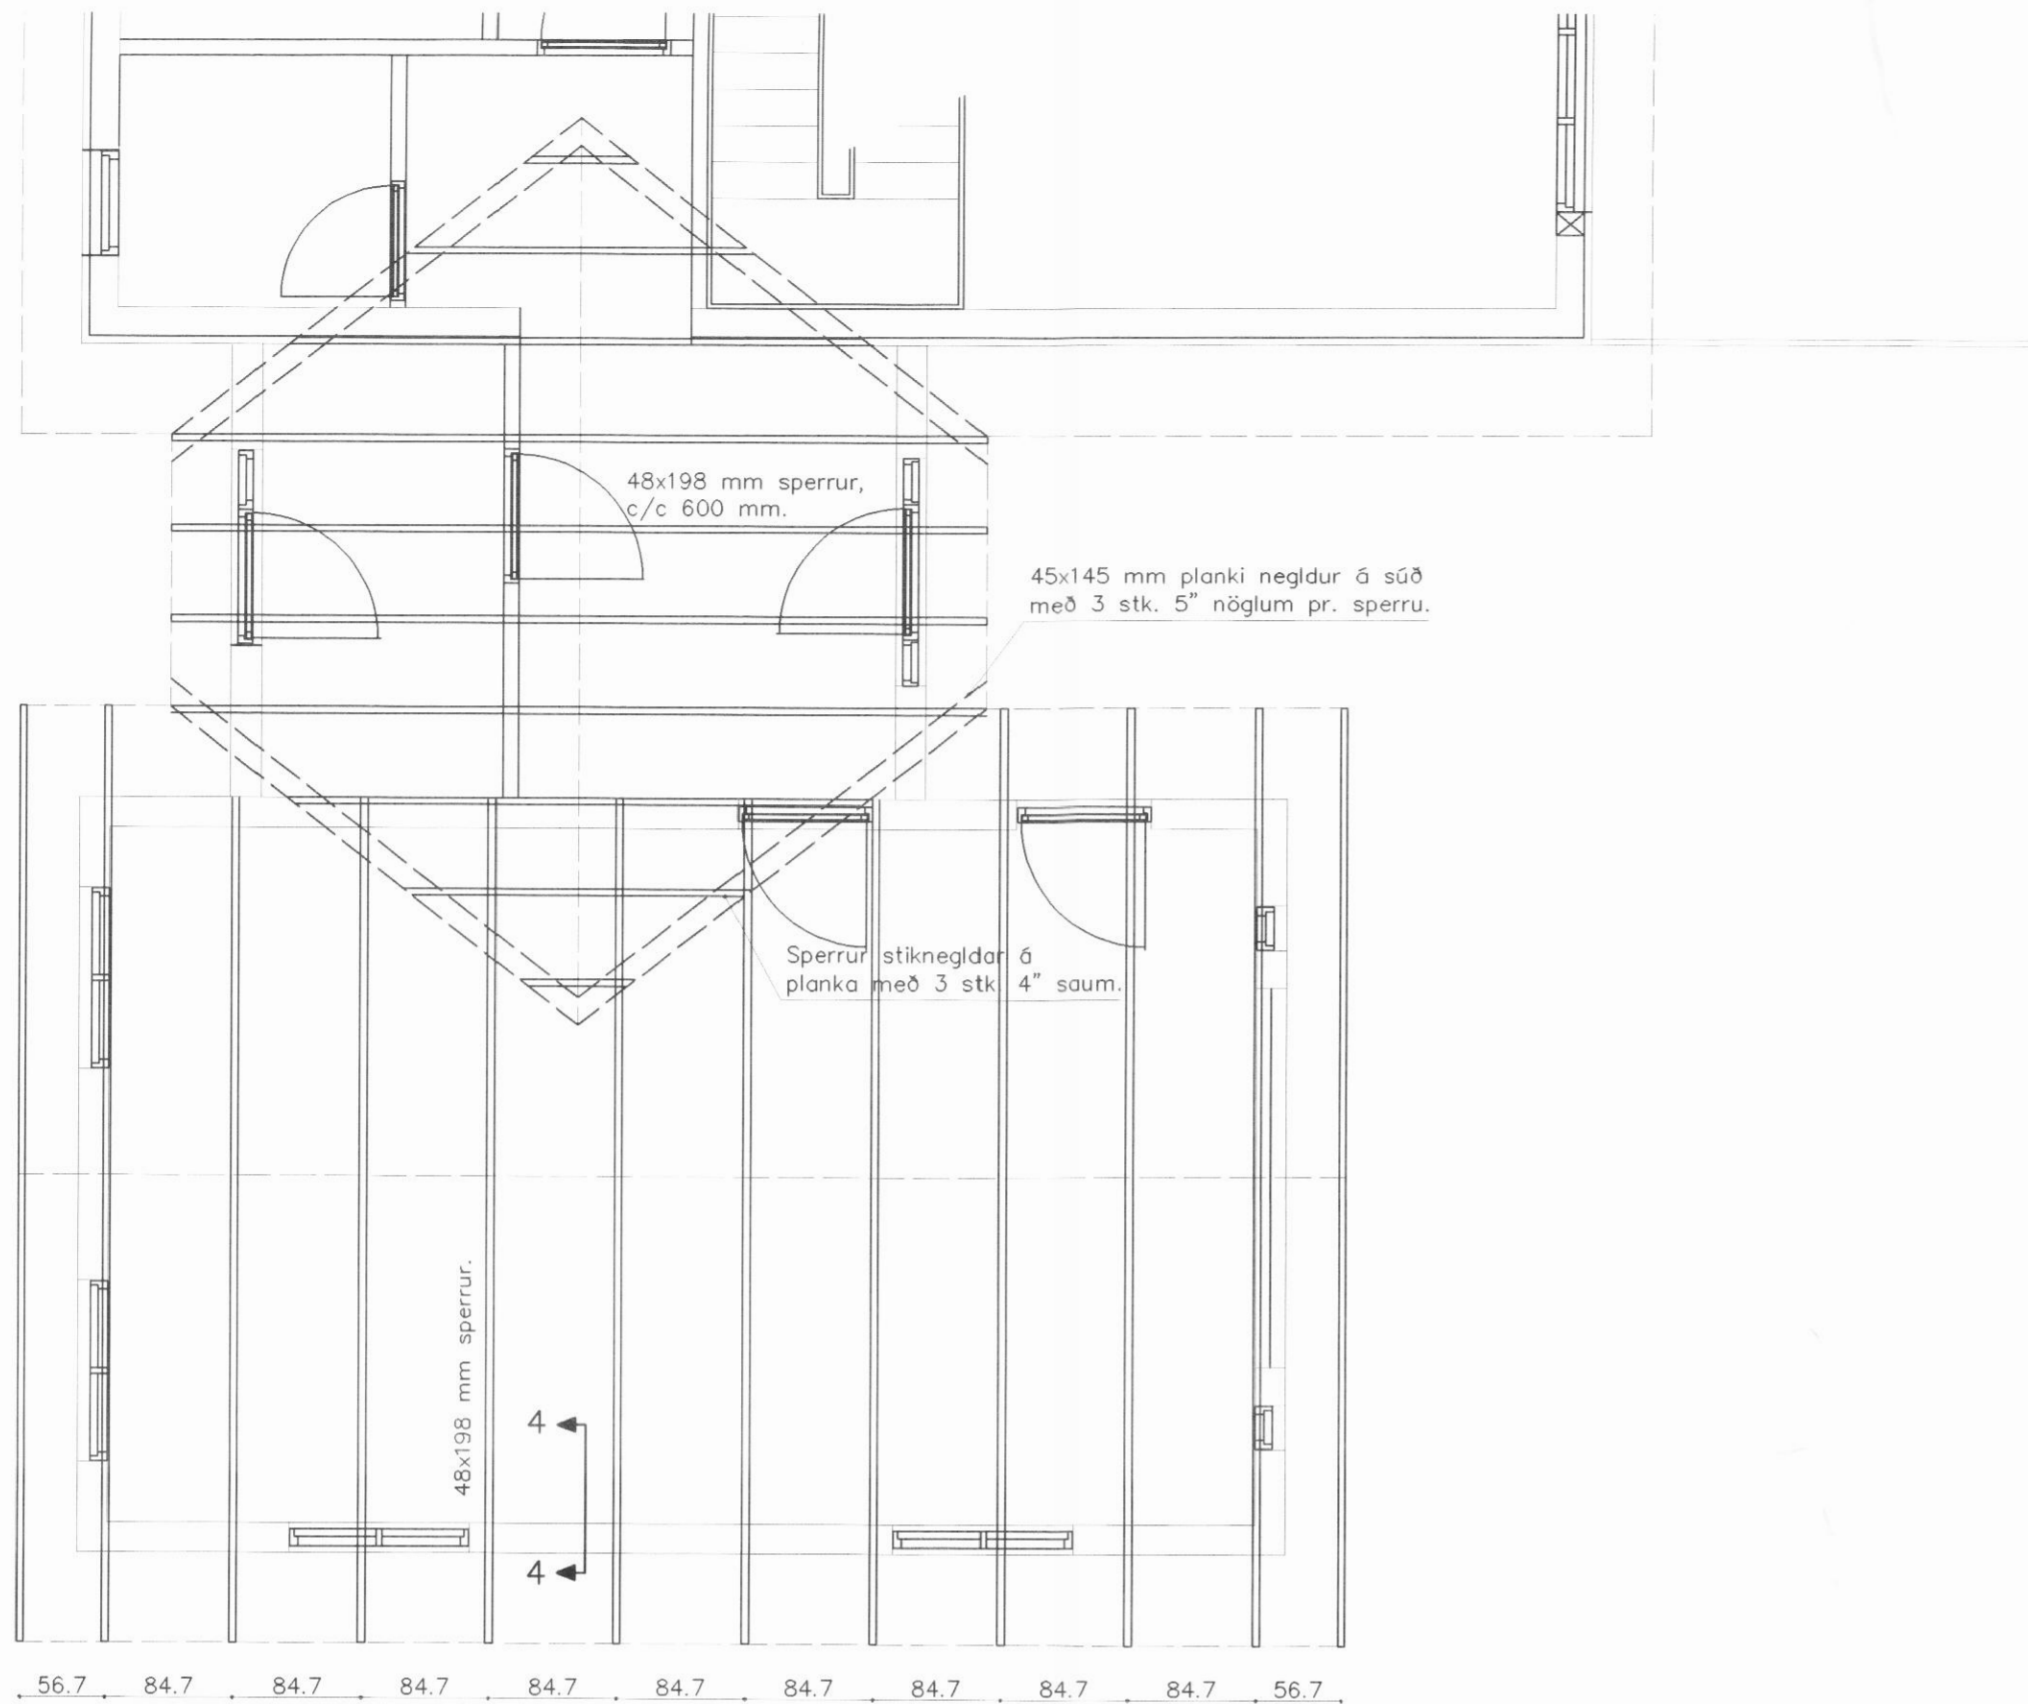 48x198 mm sperrur,
c/c 600 mm.
45x145 mm planki negldur á súð
með 3 stk. 5" nöglum pr. sperru.
Sperrur stiknegldar á
planka með 3 stk 4" saum.
48x198 mm sperrur.
4
4
56.7 84.7 84.7 84.7 84.7 84.7 84.7 84.7 84.7 84.7 56.7